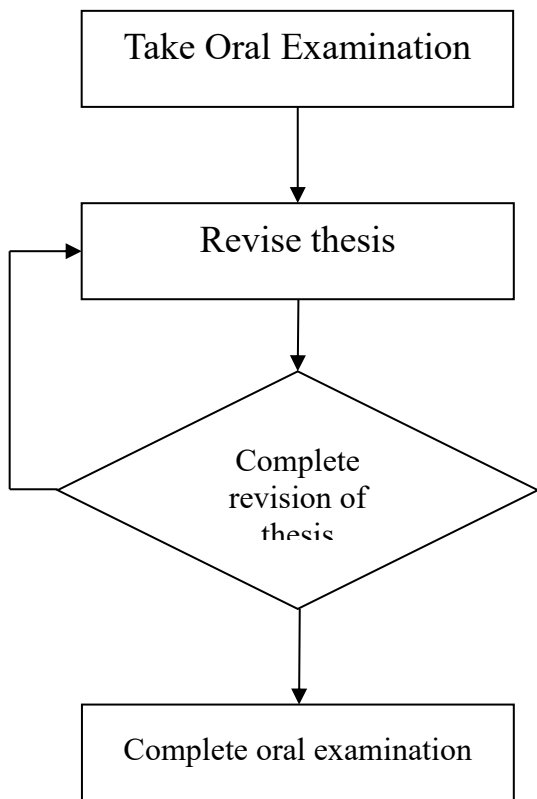 Take Oral Examination
Revise thesis
Complete
revision of
thesis
Complete oral examination